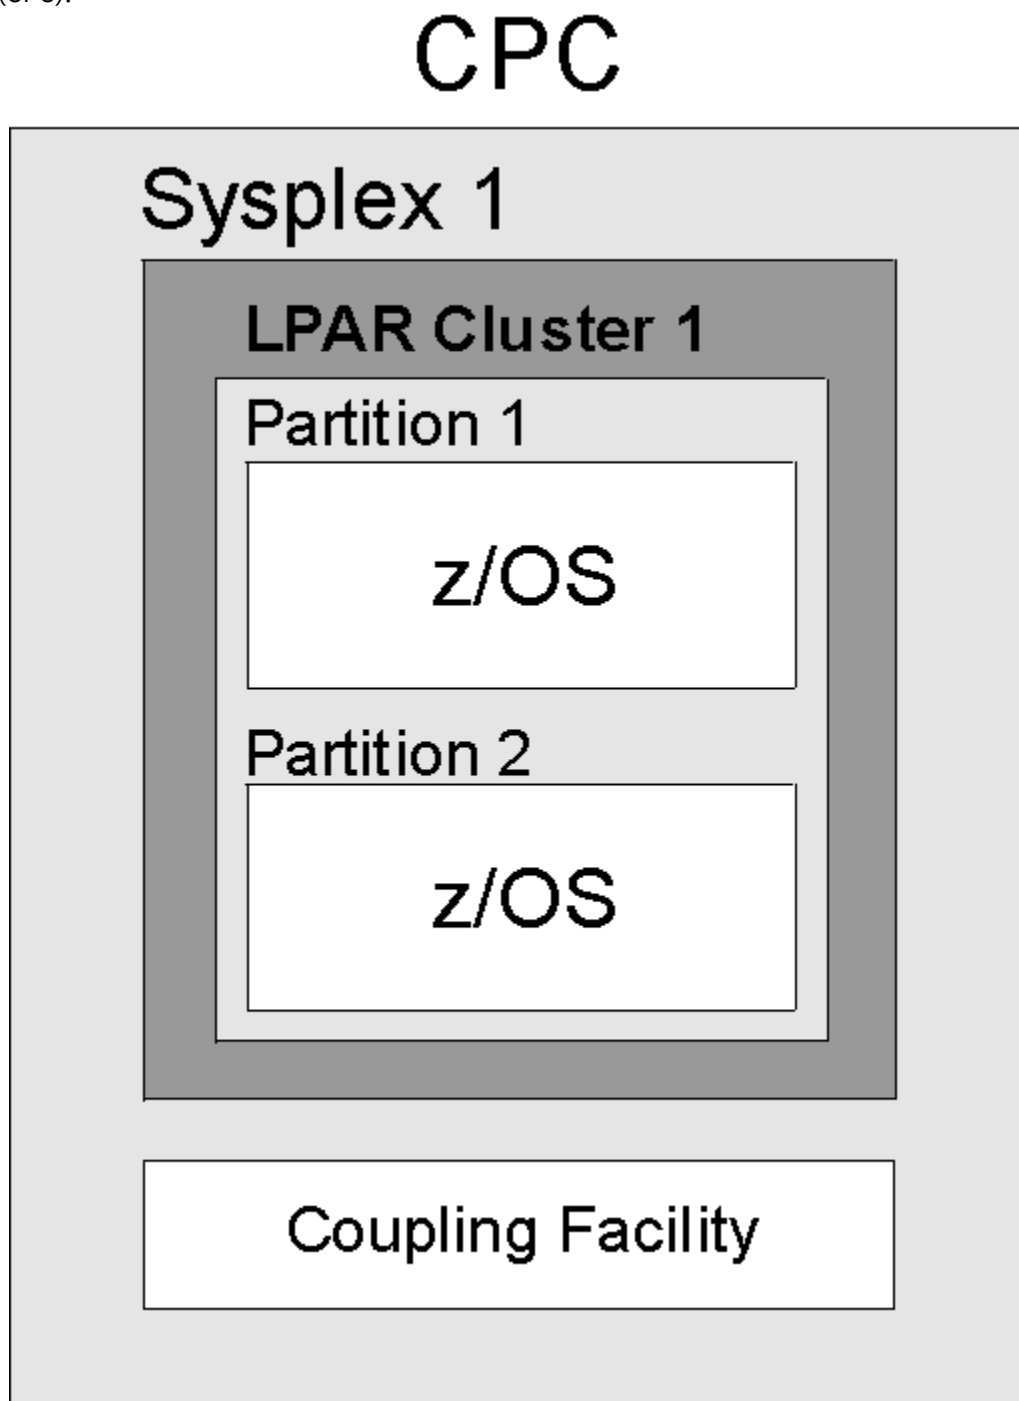 CPC
Sysplex 1
LPAR Cluster 1
Partition 1
z/OS
Partition 2
z/OS
Coupling Facility